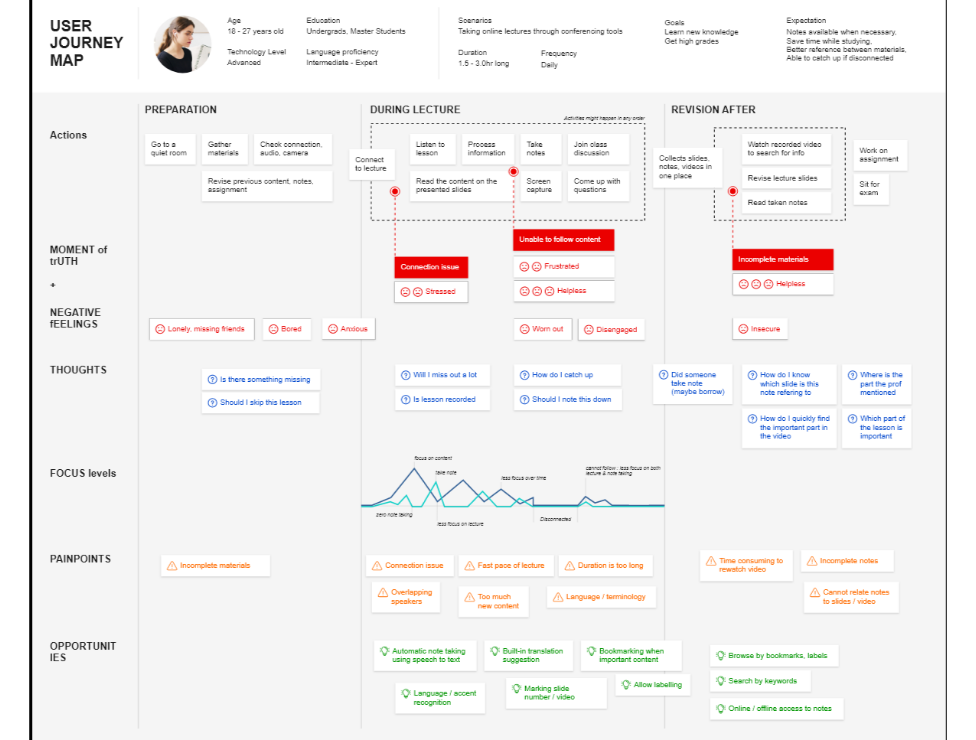 USER
JOURNEY
MAP
Age
18 - 27 years old
Technology Level
Advanced
Education
Undergrads, Master Students
Language proficiency
Intermediate - Expert
Scenarios
Taking online lectures through conferencing tools
Duration
1.5 - 3.0hr long
Frequency
Daily
Goals
Learn new knowledge
Get high grades
Expectation
Notes available when necessary,
Save time while studying,
Better reference between materials,
Able to catch up if disconnected
PREPARATION
DURING LECTURE
REVISION AFTER
Actions
Go to a
quiet room
Gather
materials
Check connection,
audio, camera
Revise previous content, notes,
assignment
Activities might happen in any order
Connect
to lecture
Listen to
lesson
Process
information
Take
notes
Join class
discussion
Read the content on the
presented slides
Screen
capture
Come up with
questions
Collects slides,
notes, videos in
one place
Watch recorded video
to search for info
Revise lecture slides
Read taken notes
Work on
assignment
Sit for
exam
MOMENT of
trUTH
+
NEGATIVE
fEELINGS
Connection issue
Stressed
Unable to follow content
Frustrated
Helpless
Incomplete materials
Helpless
Lonely, missing friends
Bored
Anxious
Worn out
Disengaged
Insecure
THOUGHTS
Is there something missing
Should I skip this lesson
Will I miss out a lot
Is lesson recorded
How do I catch up
Should I note this down
Did someone
take note
(maybe borrow)
How do I know
which slide is this
note refering to
Where is the
part the prof
mentioned
How do I quickly find
the important part in
the video
Which part of
the lesson is
important
FOCUS levels
focus on content
take note
less focus over time
cannot follow : less focus on both
lecture & note taking
zero note taking
less focus on lecture
Disconnected
PAINPOINTS
Incomplete materials
Connection issue
Fast pace of lecture
Duration is too long
Overlapping
speakers
Too much
new content
Language / terminology
Time consuming to
rewatch video
Incomplete notes
Cannot relate notes
to slides / video
OPPORTUNIT
IES
Automatic note taking
using speech to text
Built-in translation
suggestion
Bookmarking when
important content
Language / accent
recognition
Marking slide
number / video
Allow labelling
Browse by bookmarks, labels
Search by keywords
Online / offline access to notes